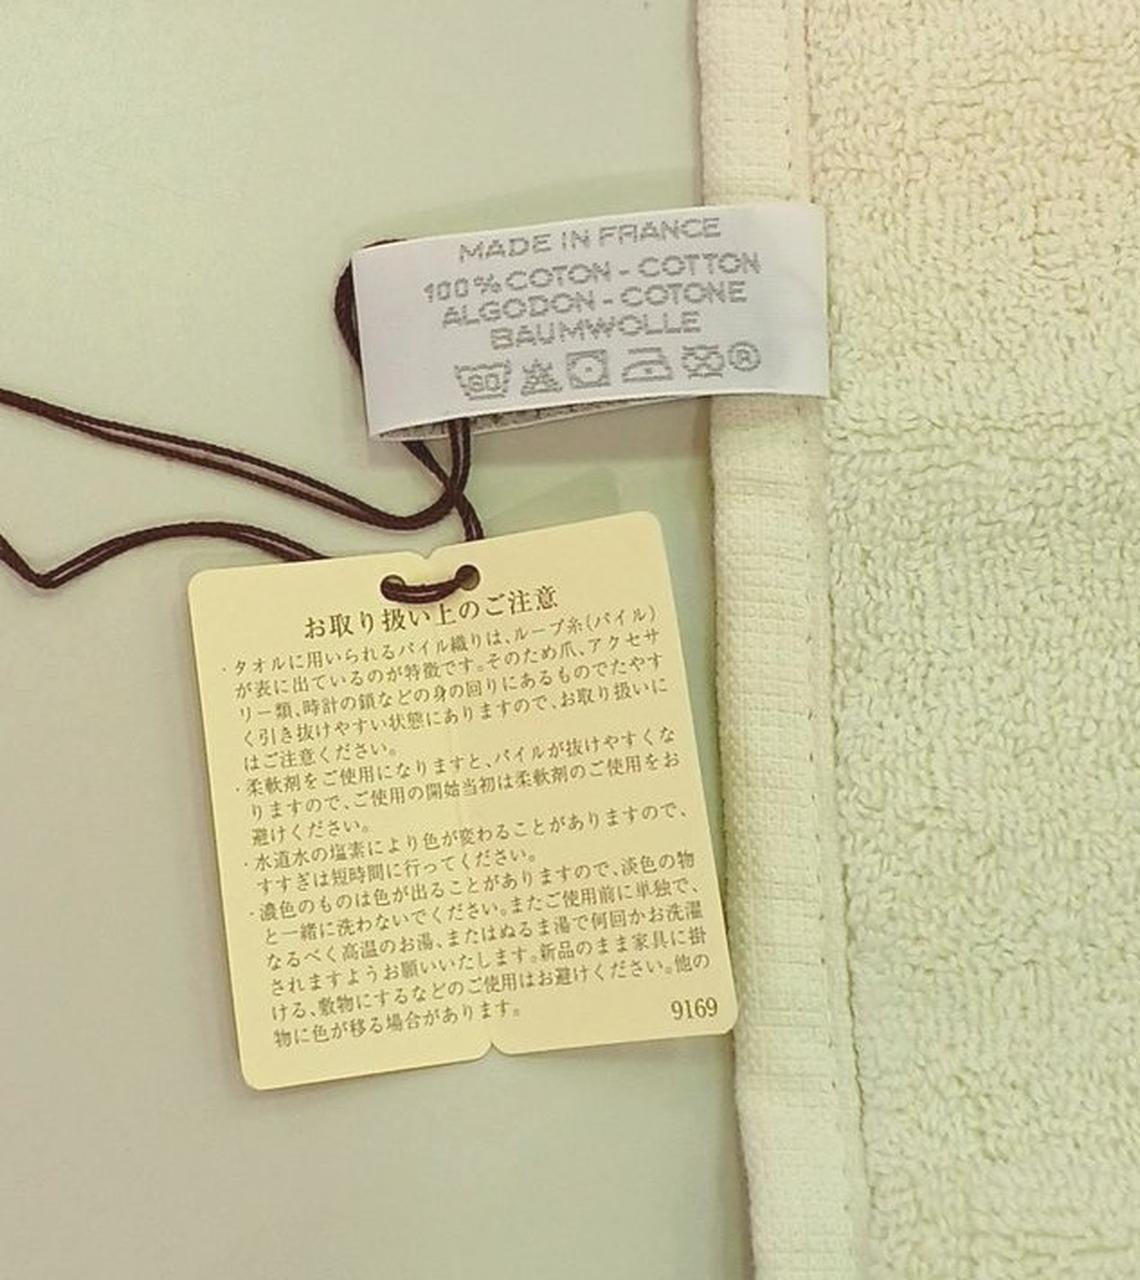 MADE IN FRANCE
100% COTON - COTTON
ALGODON - COTONE
BAUMWOLLE
60
®
お取り扱い上のご注意
・タオルに用いられるパイル織りは、ループ糸(パイル)
が表に出ているのが特徴です。そのため爪、アクセサ
リー類、時計の鎖などの身の回りにあるものでたやす
く引き抜けやすい状態にありますので、お取り扱いに
はご注意ください。
・柔軟剤をご使用になりますと、パイルが抜けやすくな
りますので、ご使用の開始当初は柔軟剤のご使用をお
避けください。
・水道水の塩素により色が変わることがありますので、
すすぎは短時間に行ってください。
・濃色のものは色が出ることがありますので、淡色の物
と一緒に洗わないでください。またご使用前に単独で、
なるべく高温のお湯、またはぬるま湯で何回かお洗濯
されますようお願いいたします。新品のまま家具に掛
ける、敷物にするなどのご使用はお避けください。他の
物に色が移る場合があります。
9169